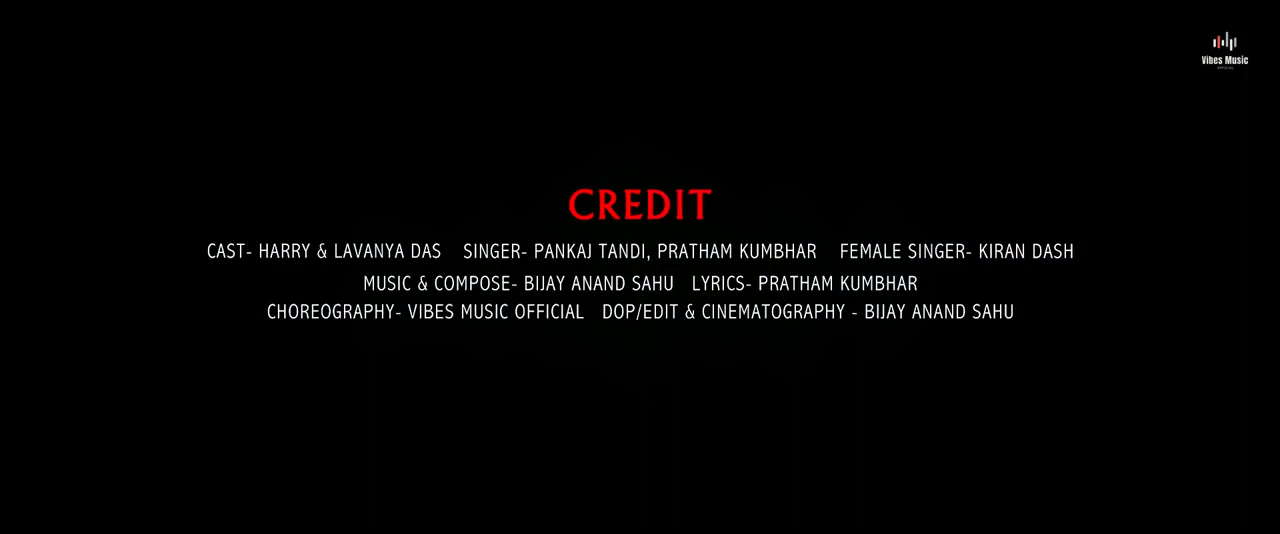 Vibes Music
OFFICIAL
CREDIT
CAST- HARRY & LAVANYA DAS SINGER- PANKAJ TANDI, PRATHAM KUMBHAR FEMALE SINGER- KIRAN DASH
MUSIC & COMPOSE- BIJAY ANAND SAHU LYRICS- PRATHAM KUMBHAR
CHOREOGRAPHY- VIBES MUSIC OFFICIAL DOP/EDIT & CINEMATOGRAPHY - BIJAY ANAND SAHU